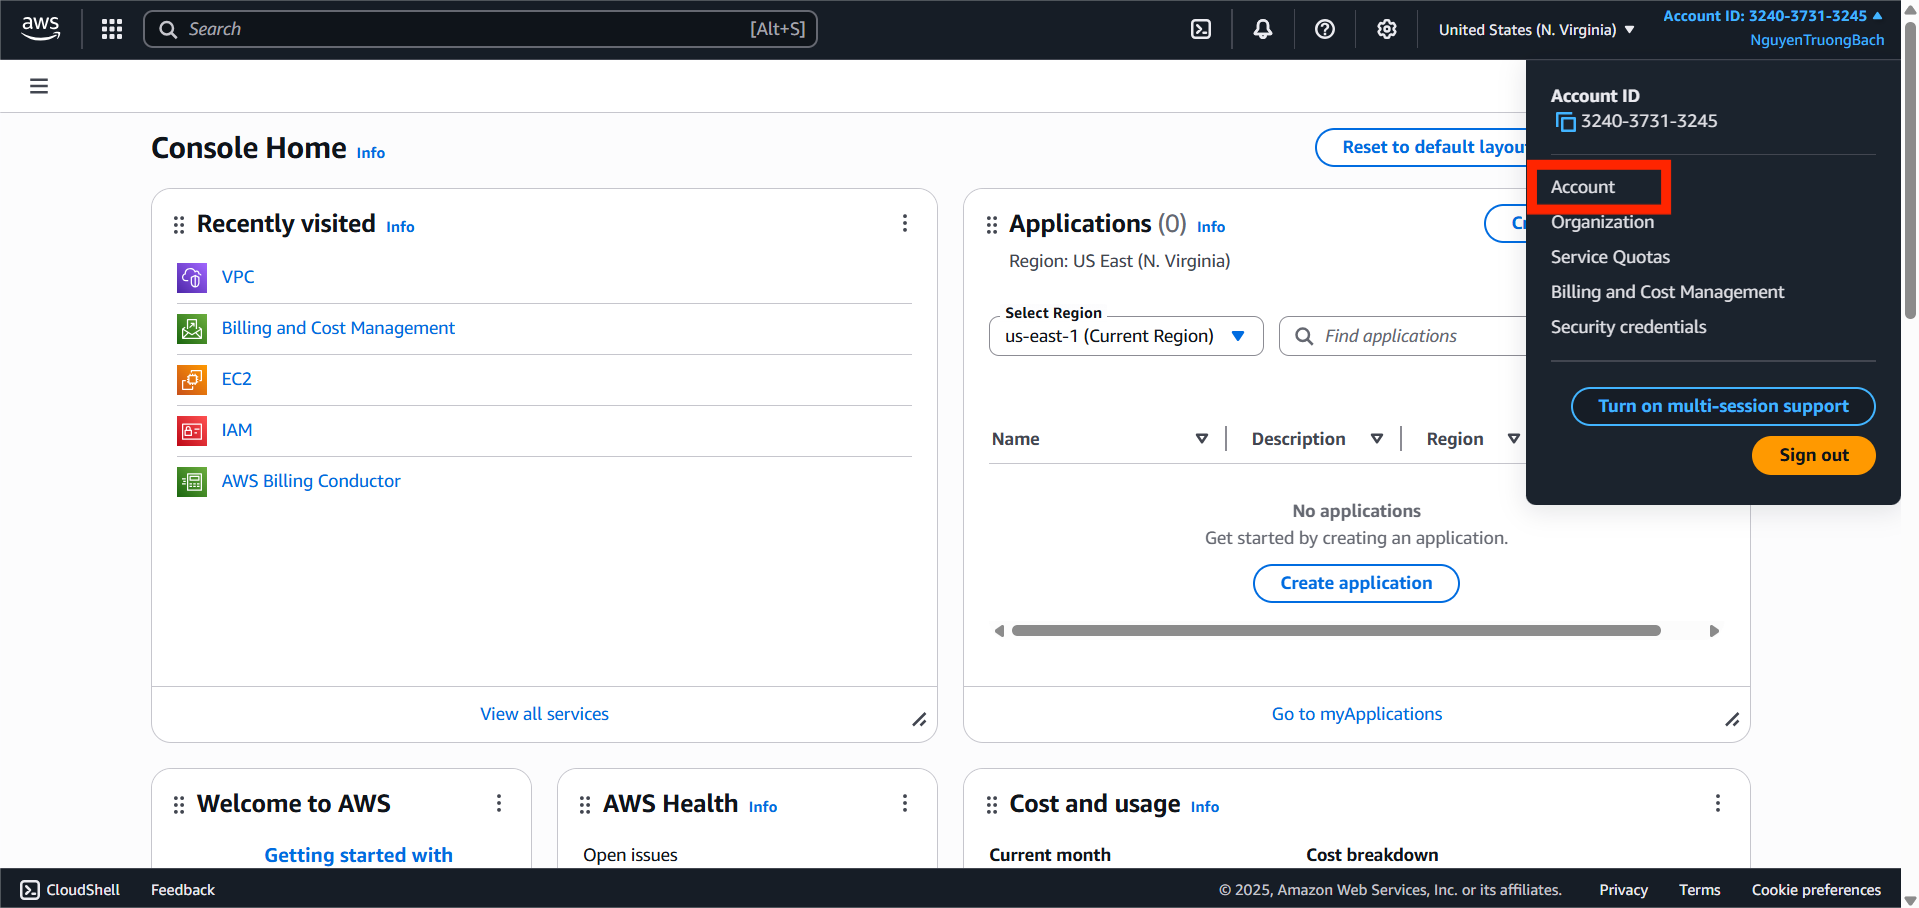 aws
Search
[Alt+S]
United States (N. Virginia)
Account ID: 3240-3731-3245
NguyenTruongBach
Account ID
3240-3731-3245
Account
Organization
Service Quotas
Billing and Cost Management
Security credentials
Turn on multi-session support
Sign out
Console Home Info
Reset to default layou
Recently visited Info
VPC
Billing and Cost Management
EC2
IAM
AWS Billing Conductor
View all services
Applications (0) Info
Region: US East (N. Virginia)
Select Region
us-east-1 (Current Region)
Find applications
Name
Description
Region
No applications
Get started by creating an application.
Create application
Go to myApplications
Welcome to AWS
Getting started with
AWS Health Info
Open issues
Cost and usage Info
Current month
Cost breakdown
CloudShell
Feedback
© 2025, Amazon Web Services, Inc. or its affiliates.
Privacy
Terms
Cookie preferences